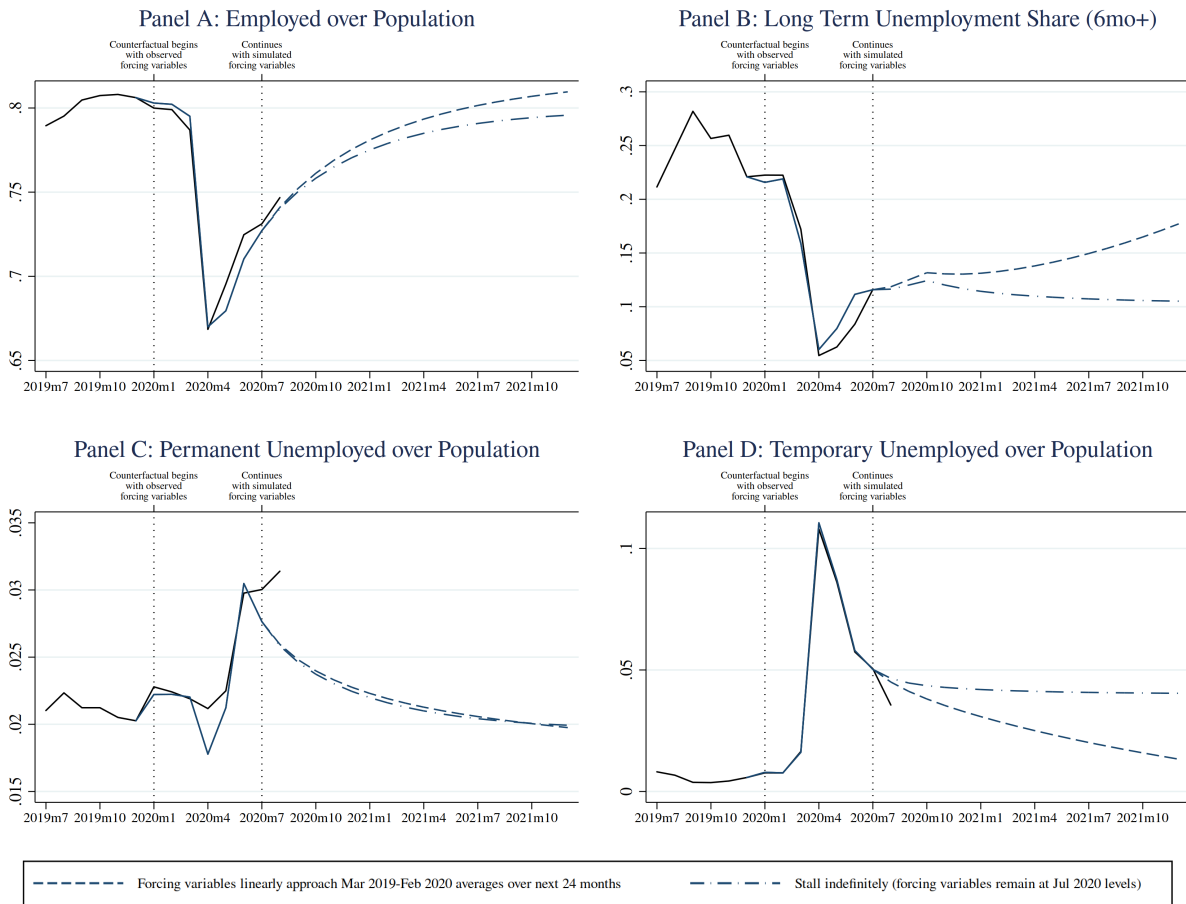 Panel A: Employed over Population
Counterfactual begins
with observed
forcing variables
Continues
with simulated
forcing variables
.8
.75
.7
.65
2019m7 2019m10 2020m1 2020m4 2020m7 2020m10 2021m1 2021m4 2021m7 2021m10
Panel B: Long Term Unemployment Share (6mo+)
Counterfactual begins
with observed
forcing variables
Continues
with simulated
forcing variables
.3
.25
.2
.15
.1
.05
2019m7 2019m10 2020m1 2020m4 2020m7 2020m10 2021m1 2021m4 2021m7 2021m10
Panel C: Permanent Unemployed over Population
Counterfactual begins
with observed
forcing variables
Continues
with simulated
forcing variables
.035
.03
.025
.02
.015
2019m7 2019m10 2020m1 2020m4 2020m7 2020m10 2021m1 2021m4 2021m7 2021m10
Panel D: Temporary Unemployed over Population
Counterfactual begins
with observed
forcing variables
Continues
with simulated
forcing variables
.1
.05
0
2019m7 2019m10 2020m1 2020m4 2020m7 2020m10 2021m1 2021m4 2021m7 2021m10
Forcing variables linearly approach Mar 2019-Feb 2020 averages over next 24 months
Stall indefinitely (forcing variables remain at Jul 2020 levels)